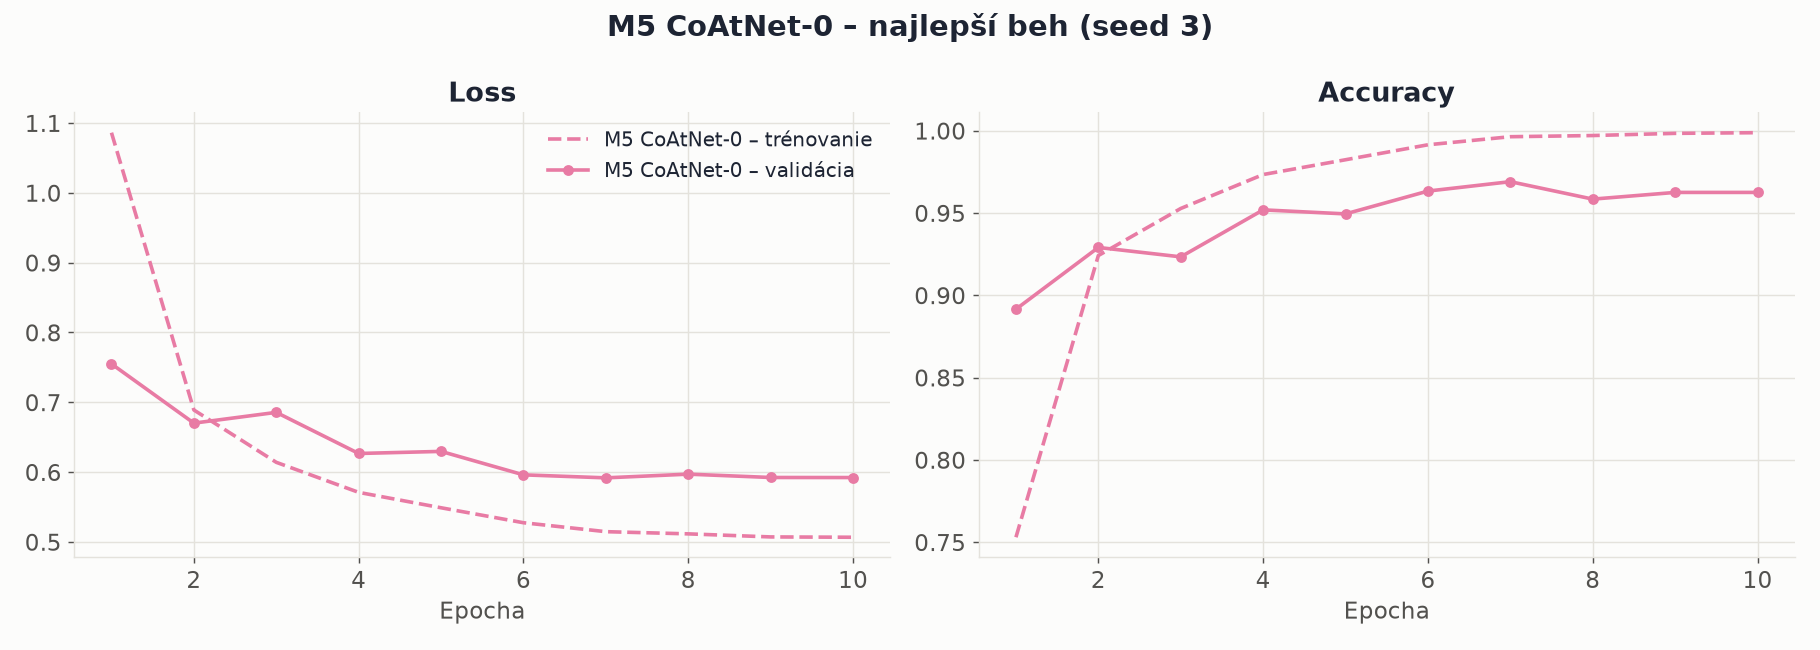 M5 CoAtNet-0 – najlepší beh (seed 3)
Loss
M5 CoAtNet-0 – trénovanie
M5 CoAtNet-0 – validácia
1.1
1.0
0.9
0.8
0.7
0.6
0.5
2 4 6 8 10
Epocha
Accuracy
1.00
0.95
0.90
0.85
0.80
0.75
2 4 6 8 10
Epocha